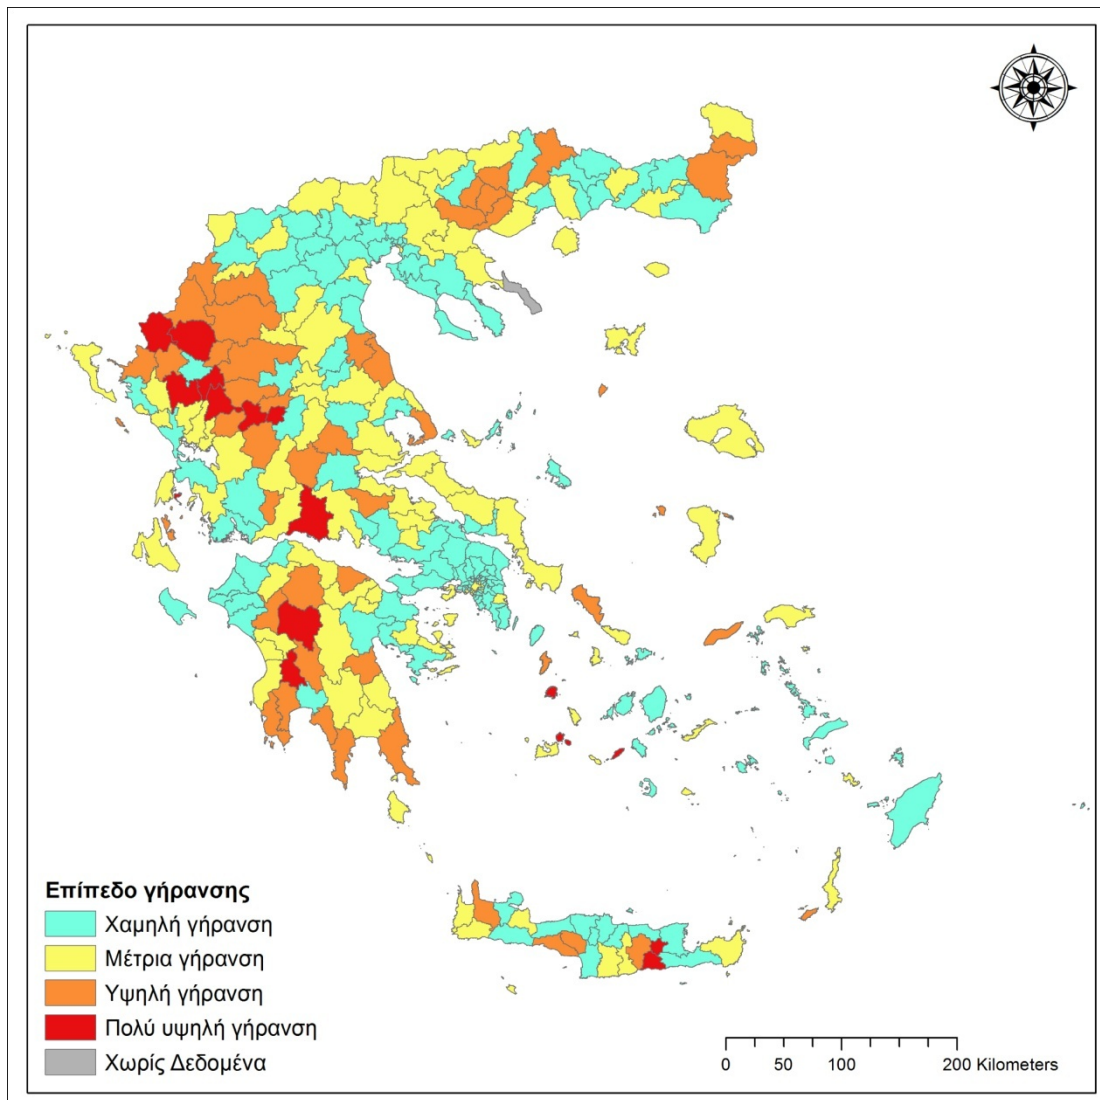 Επίπεδο γήρανσης
Χαμηλή γήρανση
Μέτρια γήρανση
Υψηλή γήρανση
Πολύ υψηλή γήρανση
Χωρίς Δεδομένα
0 50 100 200 Kilometers